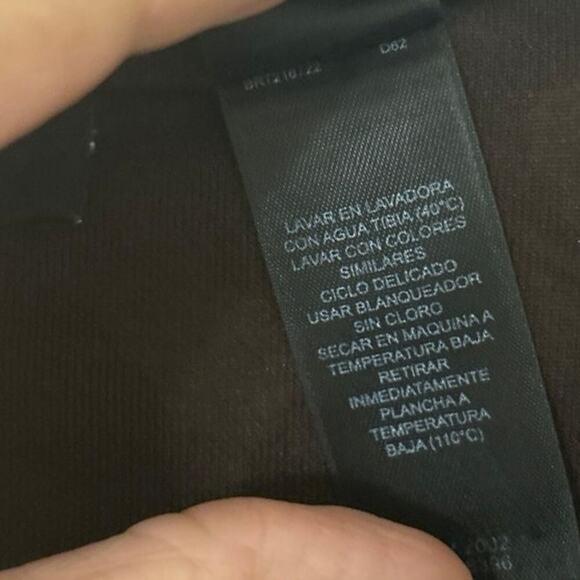 D62
LAVAR EN LAVADORA
CON AGUA TIBIA (40°C)
LAVAR CON COLORES
SIMILARES
CICLO DELICADO
USAR BLANQUEADOR
SIN CLORO
SECAR EN MAQUINA A
TEMPERATURA BAJA
RETIRAR
INMEDIATAMENTE
PLANCHA A
TEMPERATURA
BAJA (110°C)